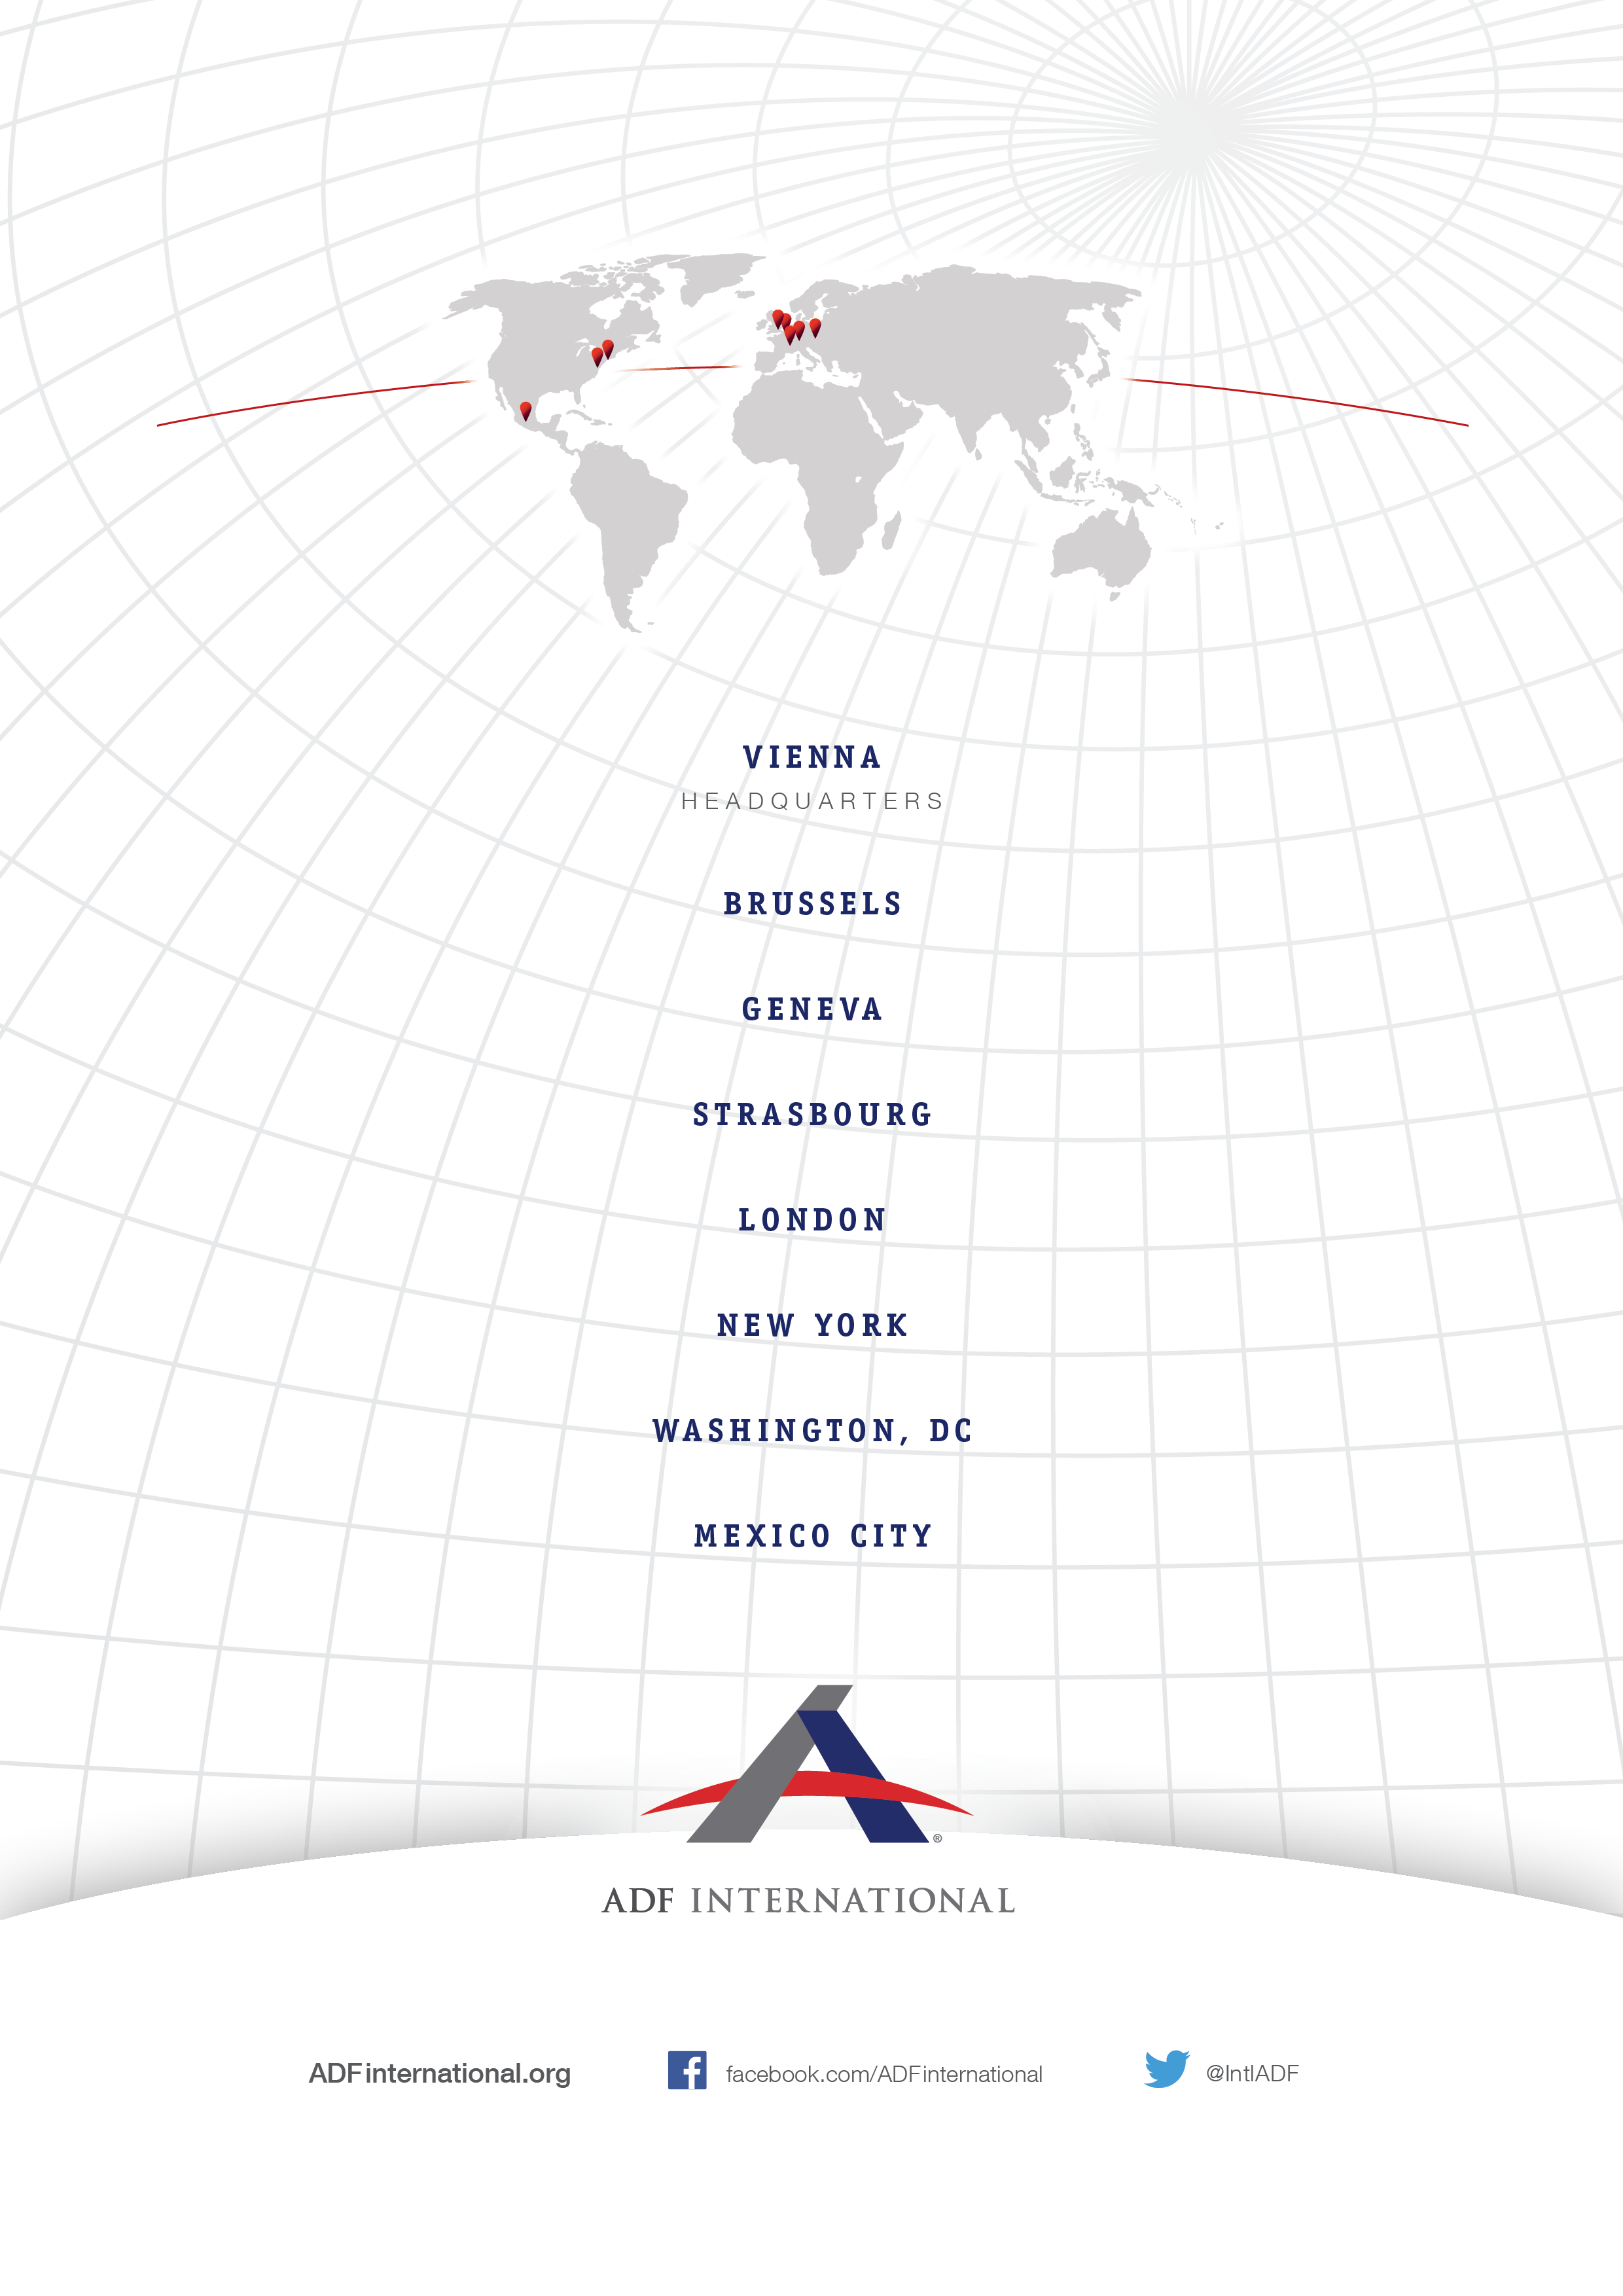 VIENNA
HEADQUARTERS
BRUSSELS
GENEVA
STRASBOURG
LONDON
NEW YORK
WASHINGTON, DC
MEXICO CITY
®
ADF INTERNATIONAL
ADFinternational.org
facebook.com/ADFinternational
@IntlADF